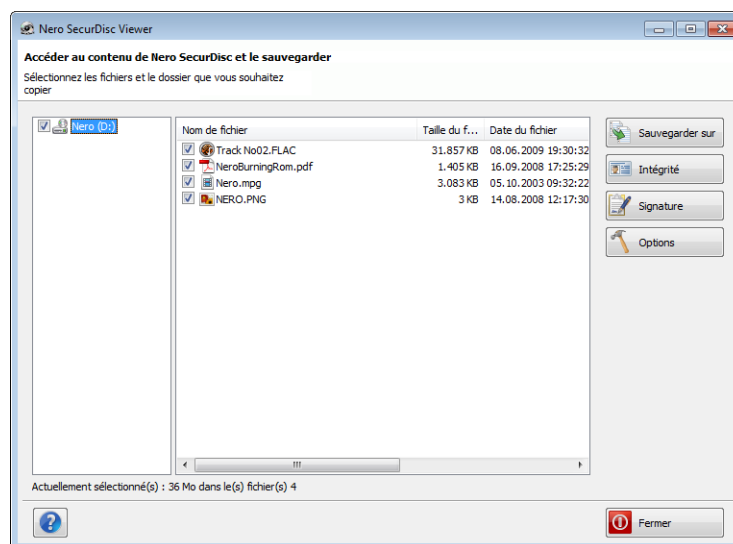 Nero SecurDisc Viewer
Accéder au contenu de Nero SecurDisc et le sauvegarder
Sélectionnez les fichiers et le dossier que vous souhaitez
copier
Nero (D:)
Nom de fichier Taille du f... Date du fichier
Track No02.FLAC 31.857 KB 08.06.2009 19:30:32
NeroBurningRom.pdf 1.405 KB 16.09.2008 17:25:29
Nero.mpg 3.083 KB 05.10.2003 09:32:22
NERO.PNG 3 KB 14.08.2008 12:17:30
Sauvegarder sur
Intégrité
Signature
Options
Actuellement sélectionné(s) : 36 Mo dans le(s) fichier(s) 4
Fermer